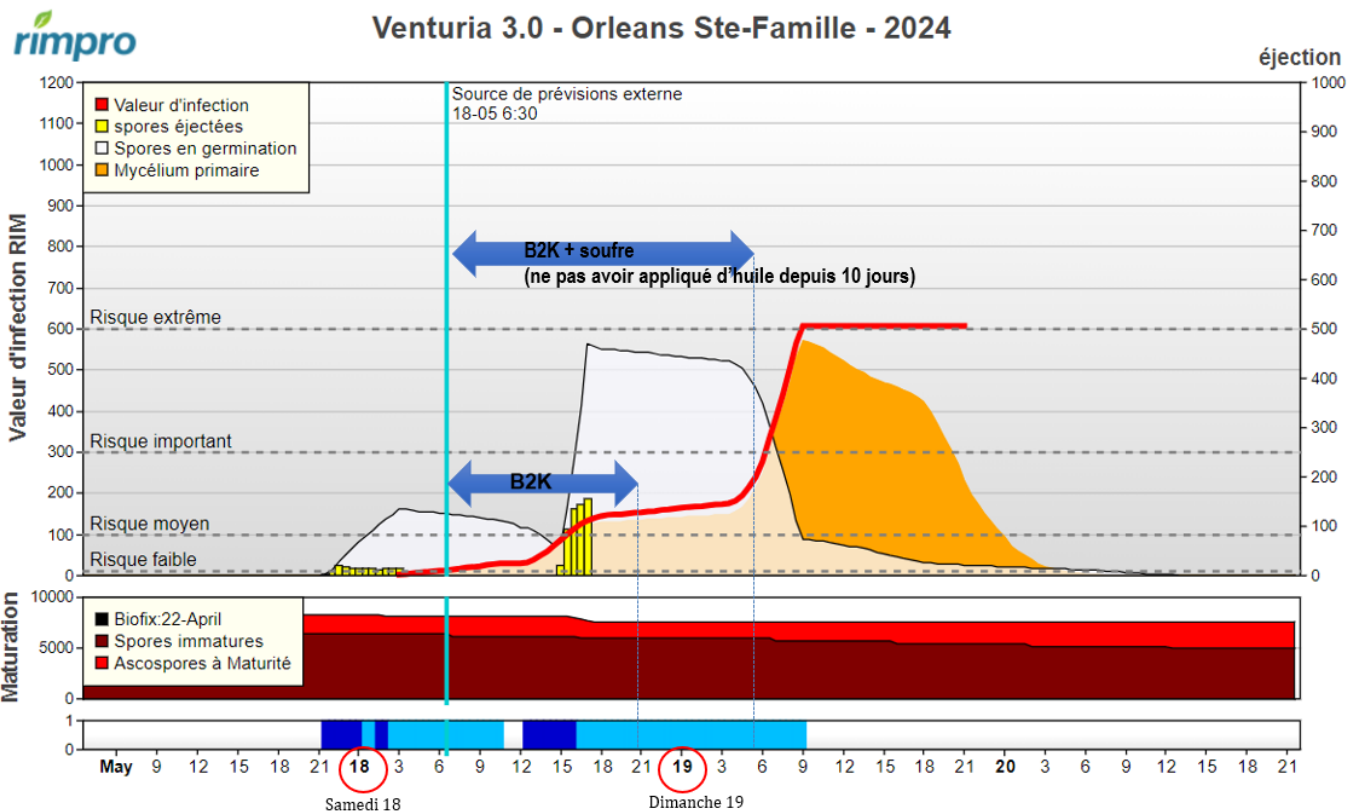 rimpro
Venturia 3.0 - Orleans Ste-Famille - 2024
éjection
Valeur d'infection RIM
1200
1100
1000
900
800
700
600
500
400
300
200
100
0
1000
900
800
700
600
500
400
300
200
100
0
Valeur d'infection
spores éjectées
Spores en germination
Mycélium primaire
Source de prévisions externe
18-05 6:30
B2K + soufre
(ne pas avoir appliqué d'huile depuis 10 jours)
Risque extrême
Risque important
B2K
Risque moyen
Risque faible
Maturation
10000
5000
0
Biofix:22-April
Spores immatures
Ascospores à Maturité
1
0
May 9 12 15 18 21 18 3 6 9 12 15 18 21 19 3 6 9 12 15 18 21 20 3 6 9 12 15 18 21
Samedi 18
Dimanche 19